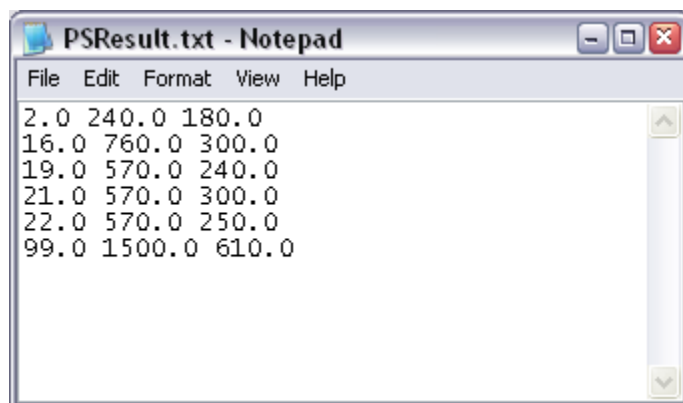 PSResult.txt - Notepad
File Edit Format View Help
2.0 240.0 180.0
16.0 760.0 300.0
19.0 570.0 240.0
21.0 570.0 300.0
22.0 570.0 250.0
99.0 1500.0 610.0